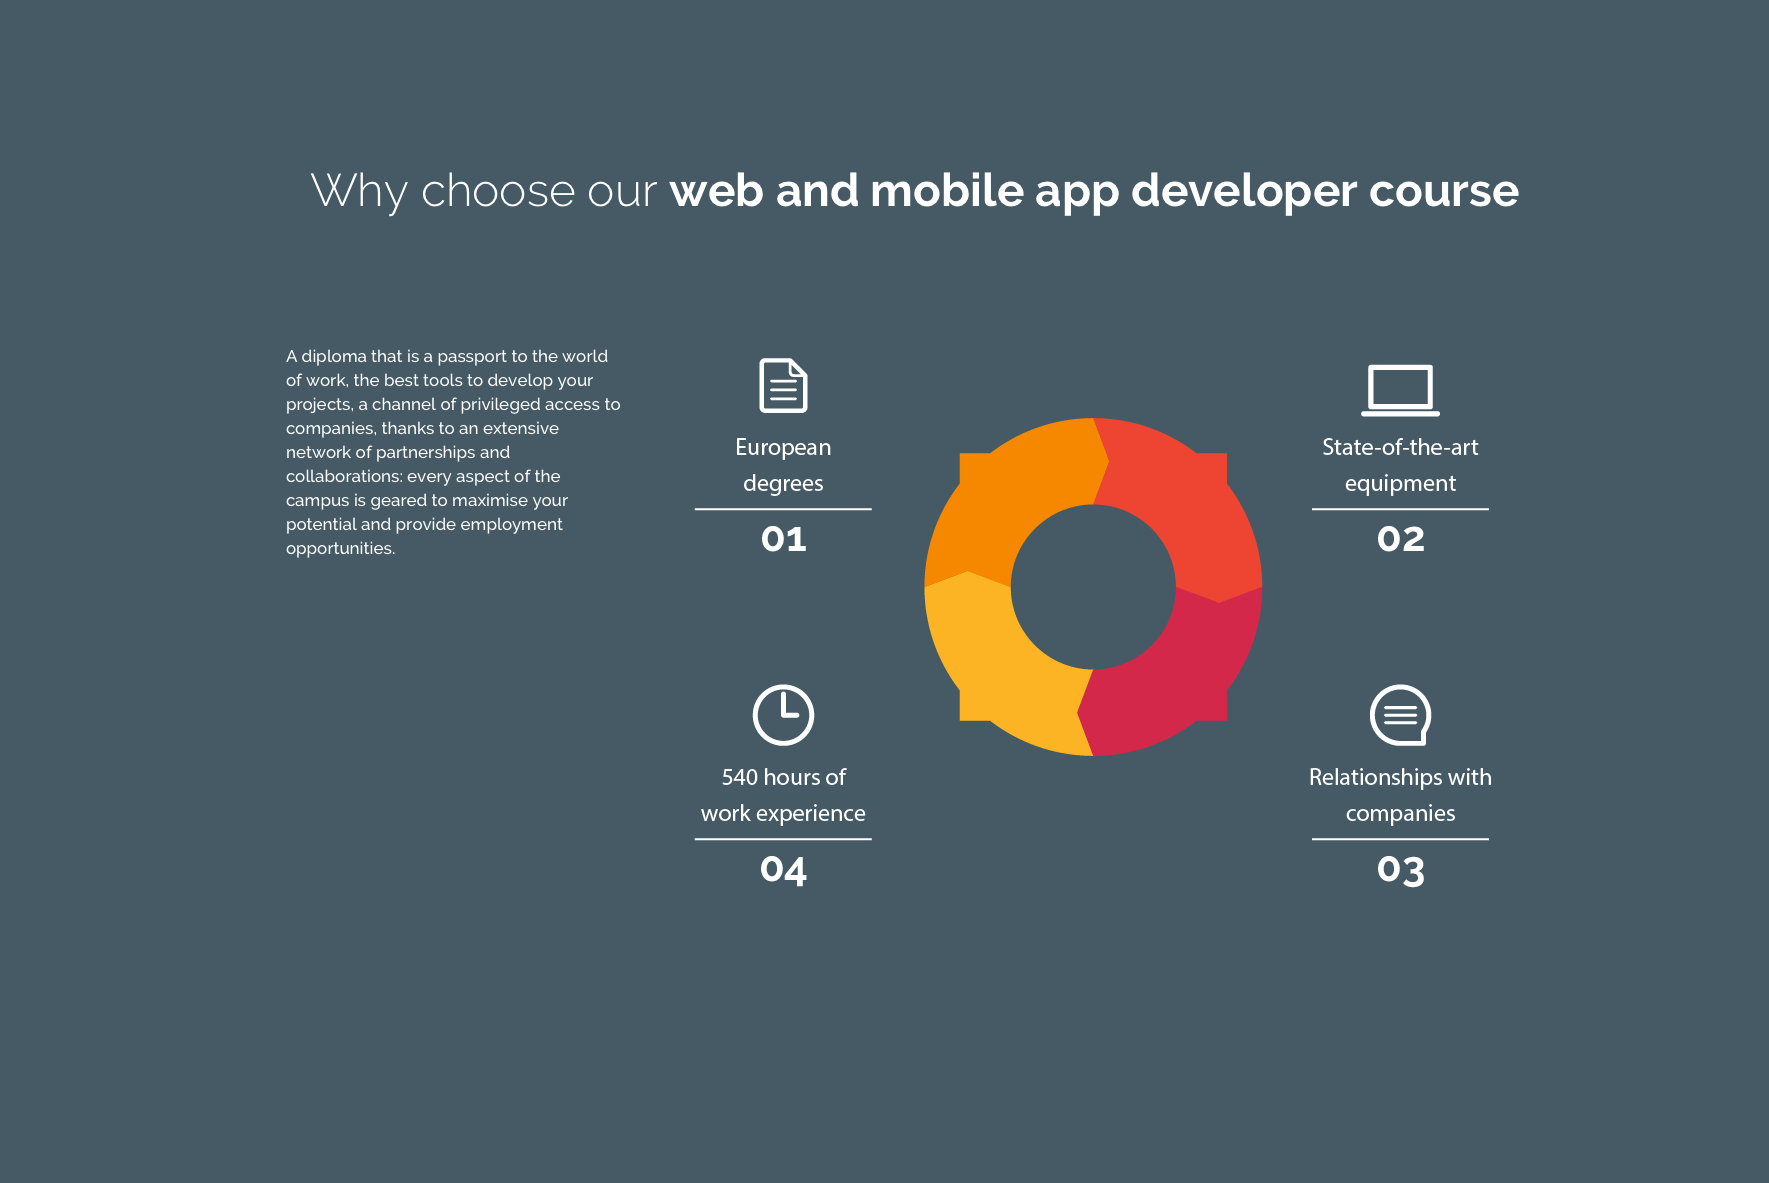 Why choose our web and mobile app developer course
A diploma that is a passport to the world
of work, the best tools to develop your
projects, a channel of privileged access to
companies, thanks to an extensive
network of partnerships and
collaborations: every aspect of the
campus is geared to maximise your
potential and provide employment
opportunities.
European
degrees
01
State-of-the-art
equipment
02
540 hours of
work experience
04
Relationships with
companies
03